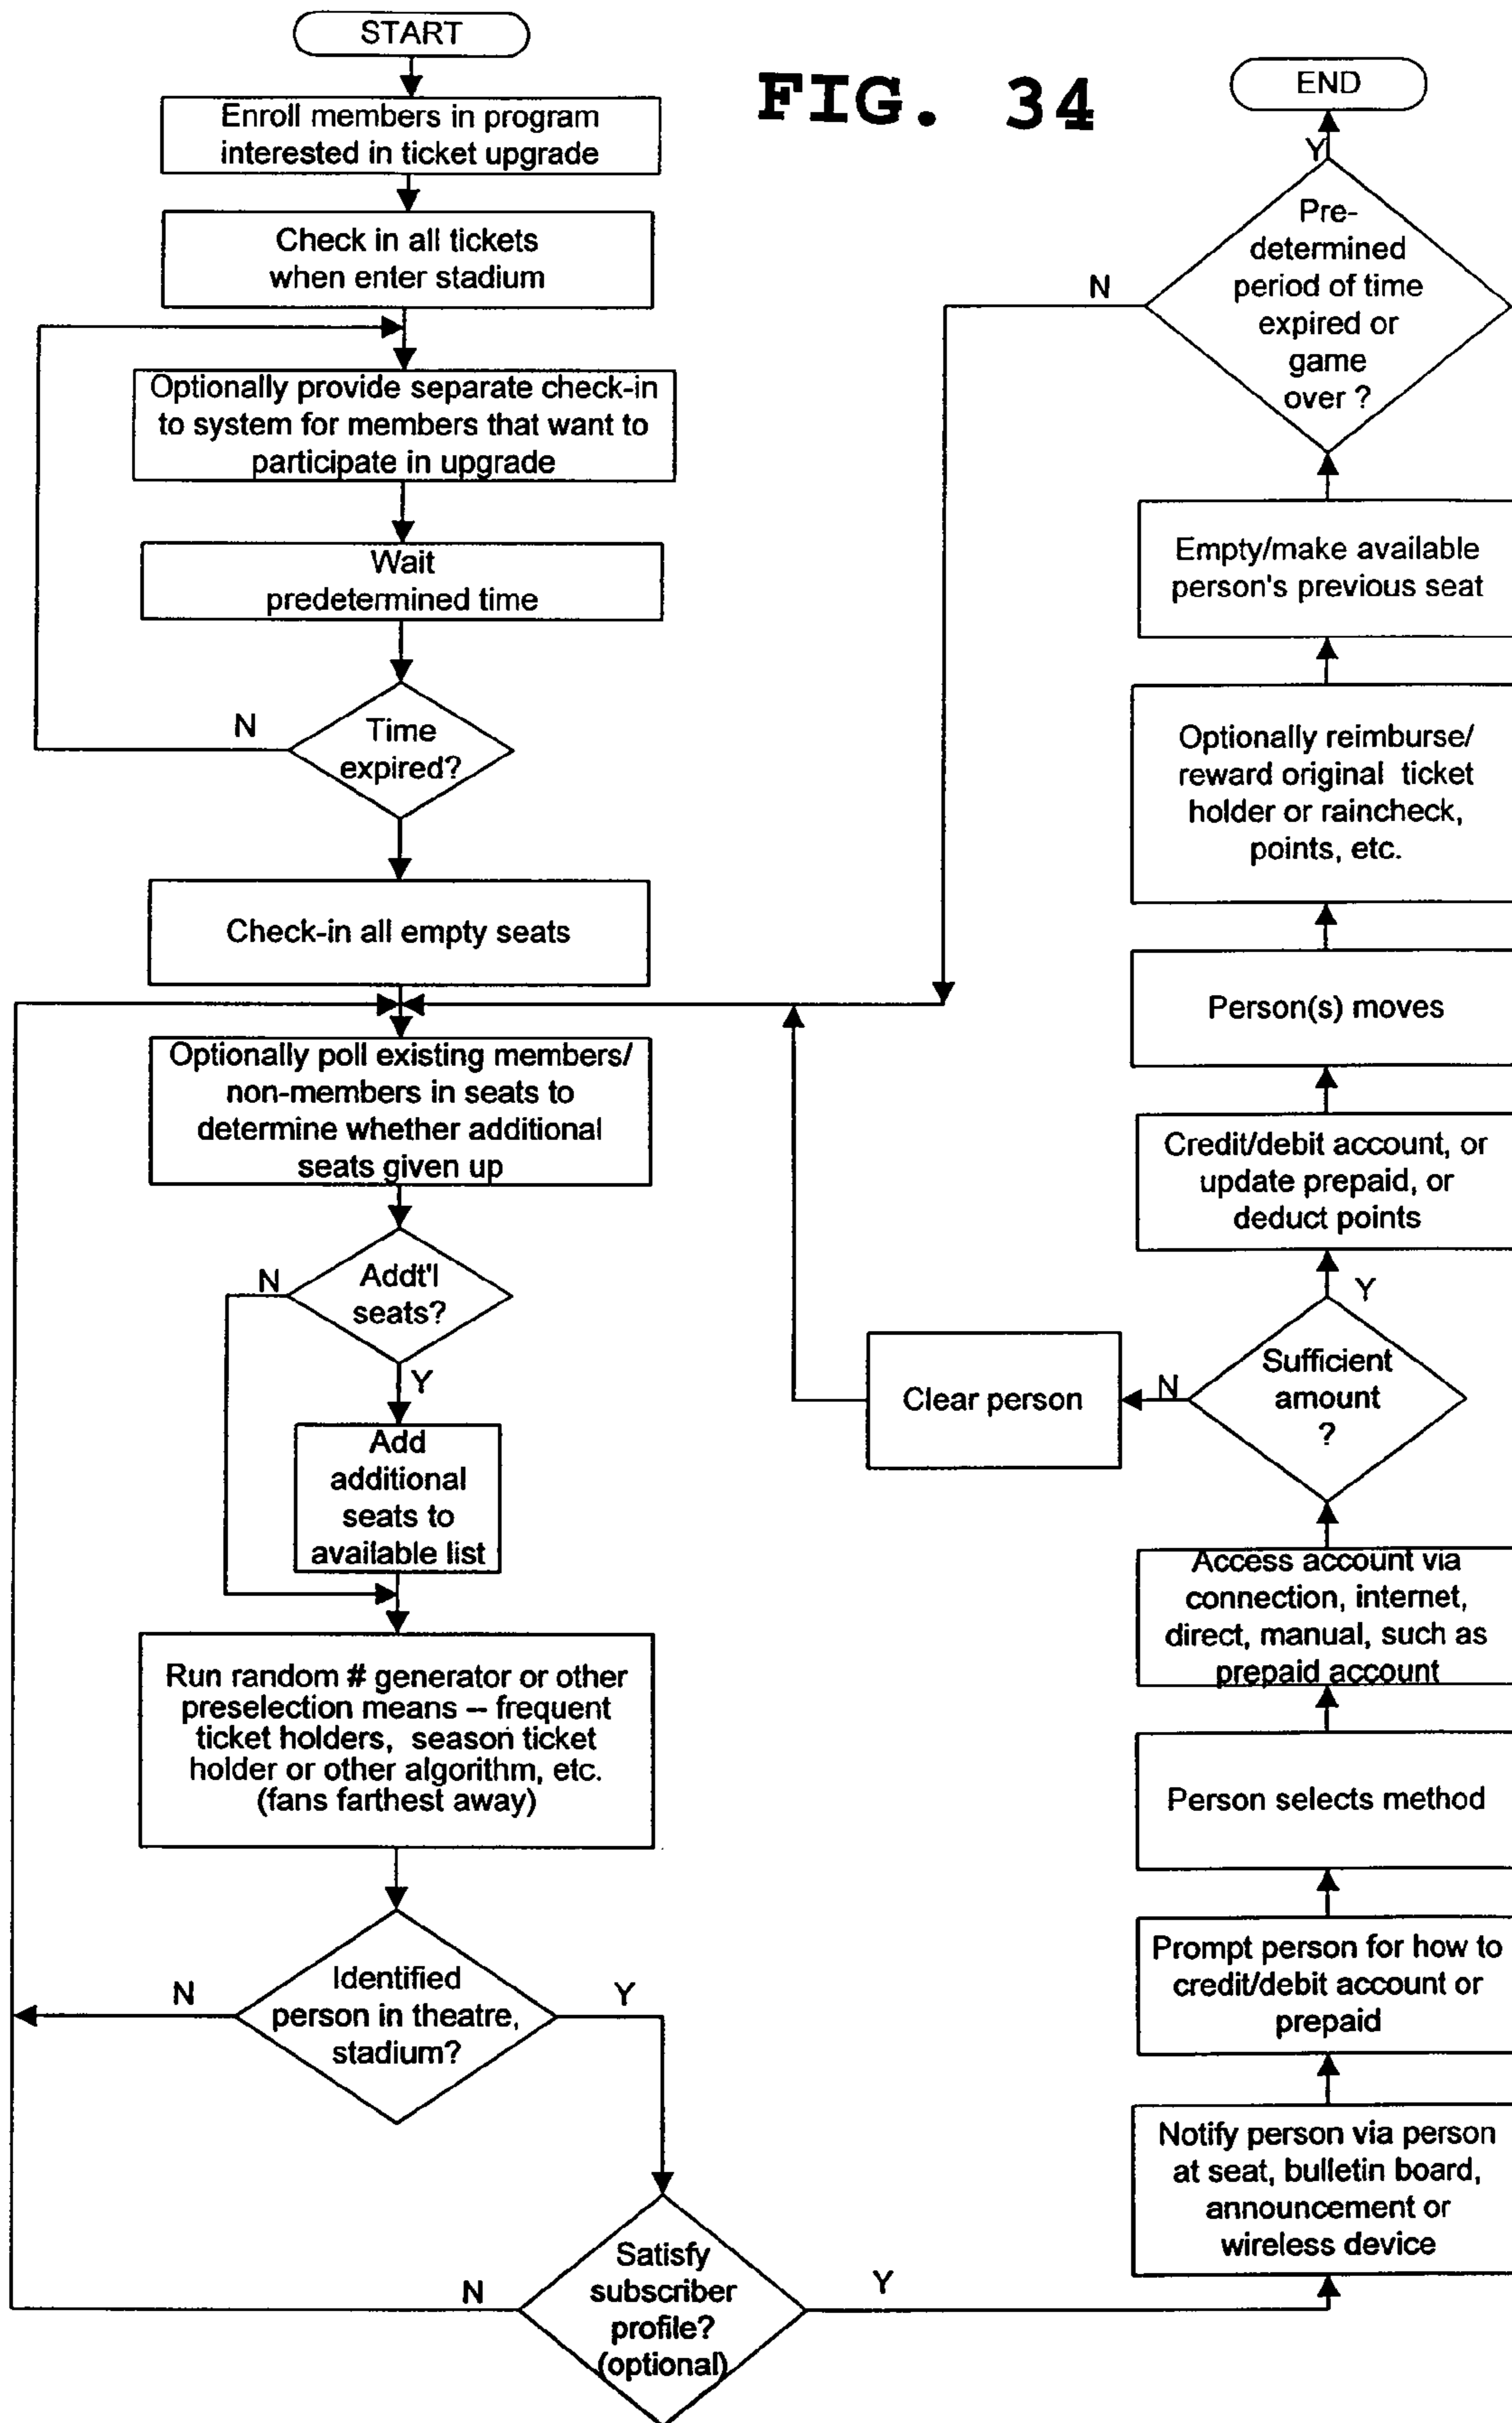 START
FIG. 34
Enroll members in program
interested in ticket upgrade
Check in all tickets
when enter stadium
Optionally provide separate check-in
to system for members that want to
participate in upgrade
Wait
predetermined time
N
Time
expired?
Check-in all empty seats
Optionally poll existing members/
non-members in seats to
determine whether additional
seats given up
N
Addt'l
seats?
Y
Add
additional
seats to
available list
Run random # generator or other
preselection means -- frequent
ticket holders, season ticket
holder or other algorithm, etc.
(fans farthest away)
N
Identified
person in theatre,
stadium?
Y
N
Satisfy
subscriber
profile?
(optional)
Y
Notify person via person
at seat, bulletin board,
announcement or
wireless device
Prompt person for how to
credit/debit account or
prepaid
Person selects method
Access account via
connection, internet,
direct, manual, such as
prepaid account
Sufficient
amount
?
N
Clear person
Y
Credit/debit account, or
update prepaid, or
deduct points
Person(s) moves
Optionally reimburse/
reward original ticket
holder or raincheck,
points, etc.
Empty/make available
person's previous seat
Pre-
determined
period of time
expired or
game
over ?
N
Y
END